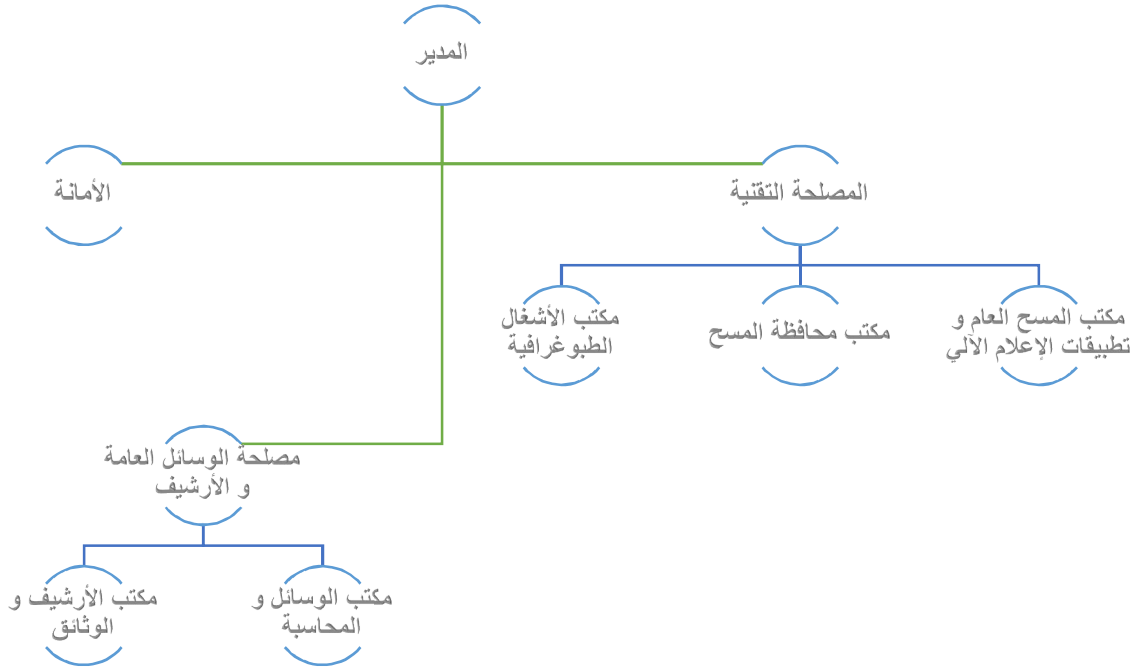 المدير
المصلحة التقنية
الأمانة
مكتب المسح العام و
تطبيقات الإعلام الآلي
مكتب محافظة المسح
مكتب الأشغال
الطبوغرافية
مصلحة الوسائل العامة
و الأرشيف
مكتب الوسائل و
المحاسبة
مكتب الأرشيف و
الوثائق